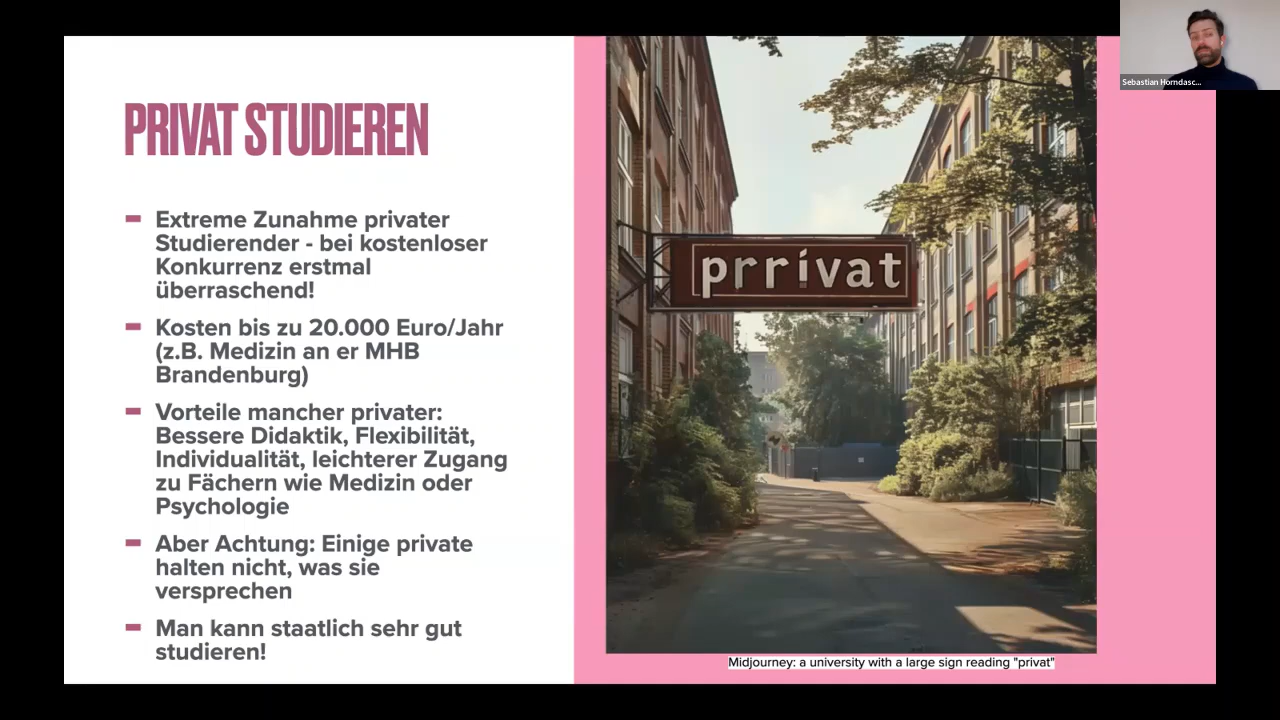 PRIVAT STUDIEREN
Extreme Zunahme privater
Studierender - bei kostenloser
Konkurrenz erstmal
überraschend!
Kosten bis zu 20.000 Euro/Jahr
(z.B. Medizin an er MHB
Brandenburg)
Vorteile mancher privater:
Bessere Didaktik, Flexibilität,
Individualität, leichterer Zugang
zu Fächern wie Medizin oder
Psychologie
Aber Achtung: Einige private
halten nicht, was sie
versprechen
Man kann staatlich sehr gut
studieren!
prrivat
Midjourney: a university with a large sign reading "privat"
Sebastian Horndasc...